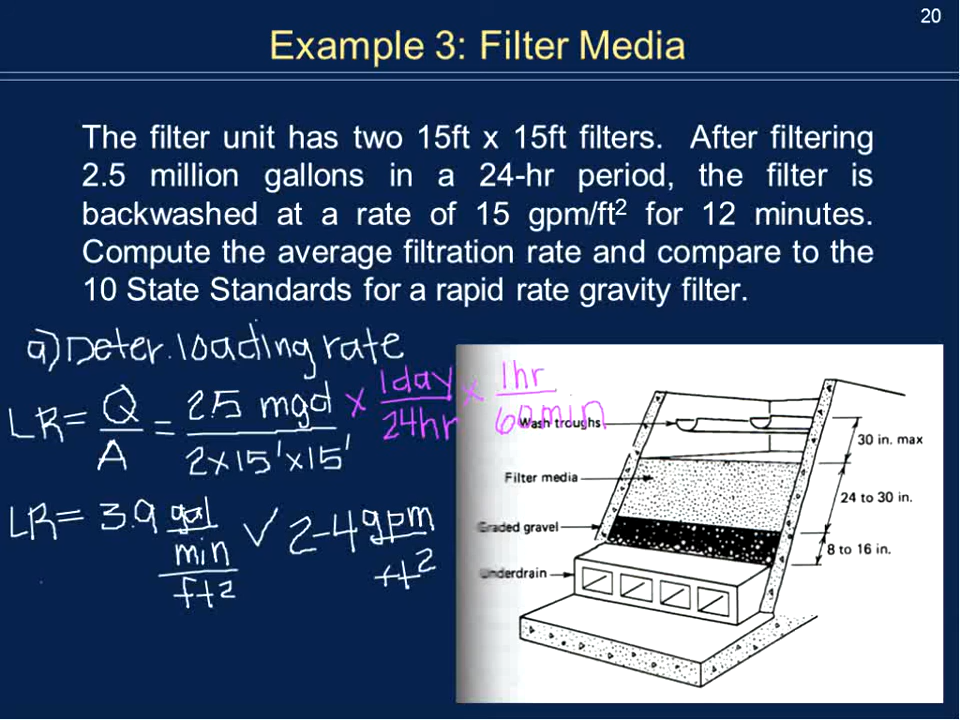 20
Example 3: Filter Media
The filter unit has two 15ft x 15ft filters. After filtering
2.5 million gallons in a 24-hr period, the filter is
backwashed at a rate of 15 gpm/ft² for 12 minutes.
Compute the average filtration rate and compare to the
10 State Standards for a rapid rate gravity filter.
a) Deter. loading rate
LR = Q/A = 2.5 mgd / 2x15'x15' x 1day/24hr x 1hr/60min
LR = 3.9 gal/min/ft² ✓ 2-4 gpm/ft²
Wash troughs
30 in. max
Filter media
24 to 30 in.
Graded gravel
8 to 16 in.
Underdrain